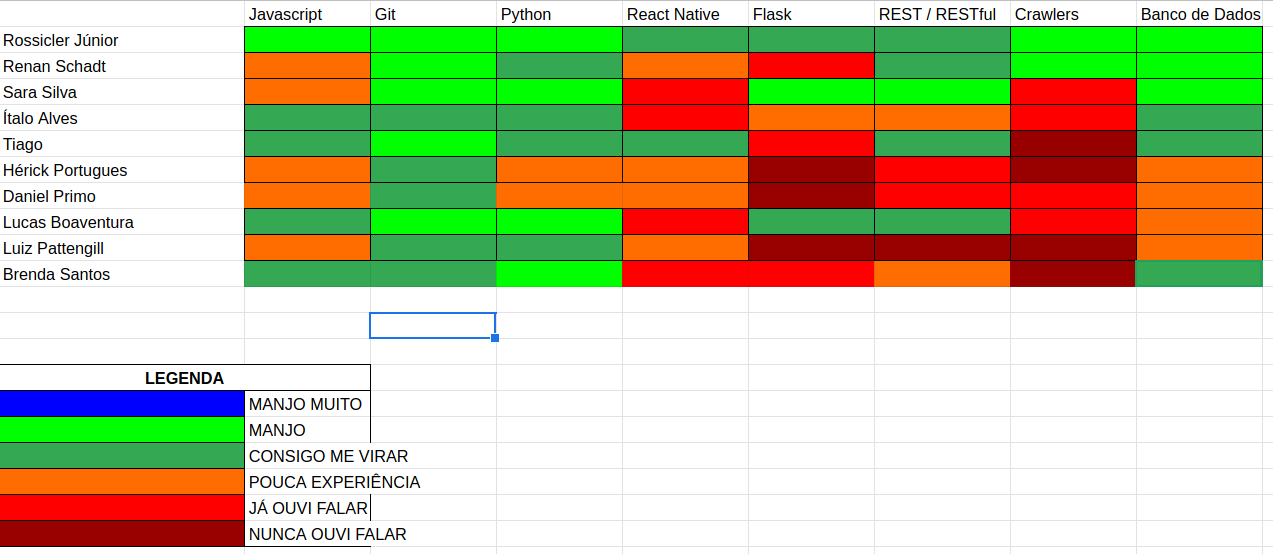 Javascript Git Python React Native Flask REST / RESTful Crawlers Banco de Dados
Rossicler Júnior
Renan Schadt
Sara Silva
Ítalo Alves
Tiago
Hérick Portugues
Daniel Primo
Lucas Boaventura
Luiz Pattengill
Brenda Santos
LEGENDA
MANJO MUITO
MANJO
CONSIGO ME VIRAR
POUCA EXPERIÊNCIA
JÁ OUVI FALAR
NUNCA OUVI FALAR